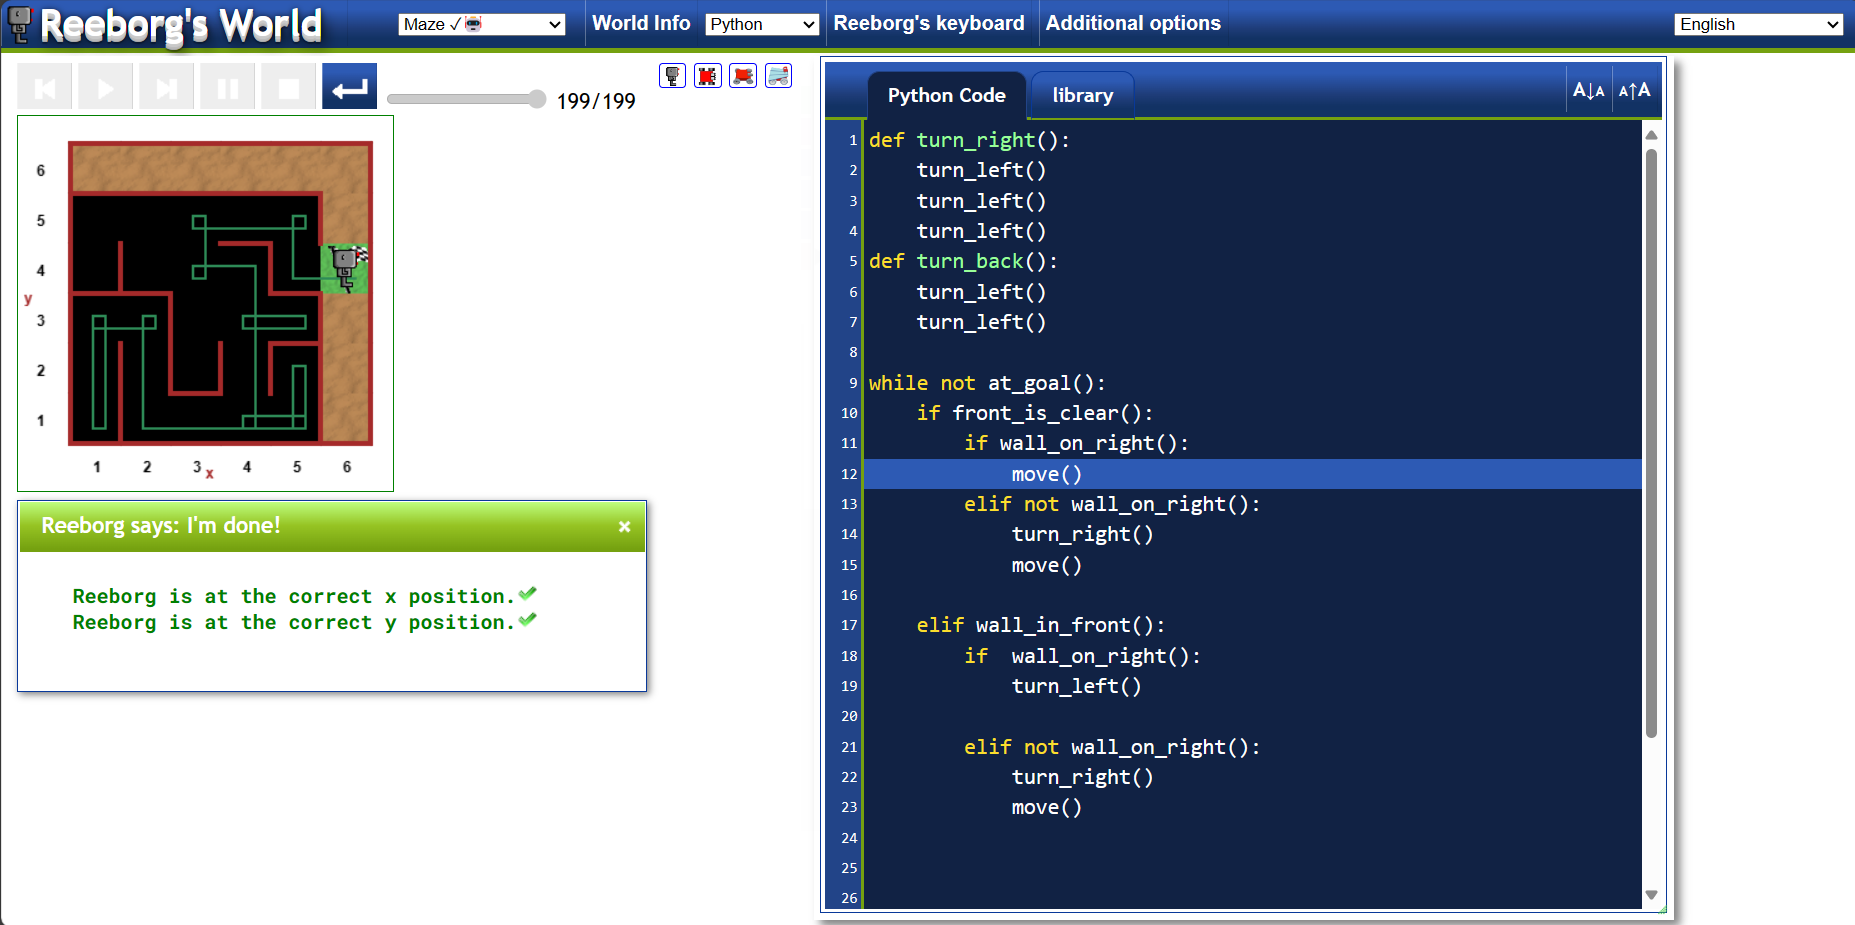 Reeborg's World
Maze ✓
World Info
Python
Reeborg's keyboard
Additional options
English
199/199
6
5
4
y
3
2
1
1 2 3 x 4 5 6
Reeborg says: I'm done!
×
Reeborg is at the correct x position.
Reeborg is at the correct y position.
Python Code
library
A↓A
A↑A
1 def turn_right():
2     turn_left()
3     turn_left()
4     turn_left()
5 def turn_back():
6     turn_left()
7     turn_left()
8
9 while not at_goal():
10     if front_is_clear():
11         if wall_on_right():
12             move()
13         elif not wall_on_right():
14             turn_right()
15             move()
16
17     elif wall_in_front():
18         if  wall_on_right():
19             turn_left()
20
21         elif not wall_on_right():
22             turn_right()
23             move()
24
25
26